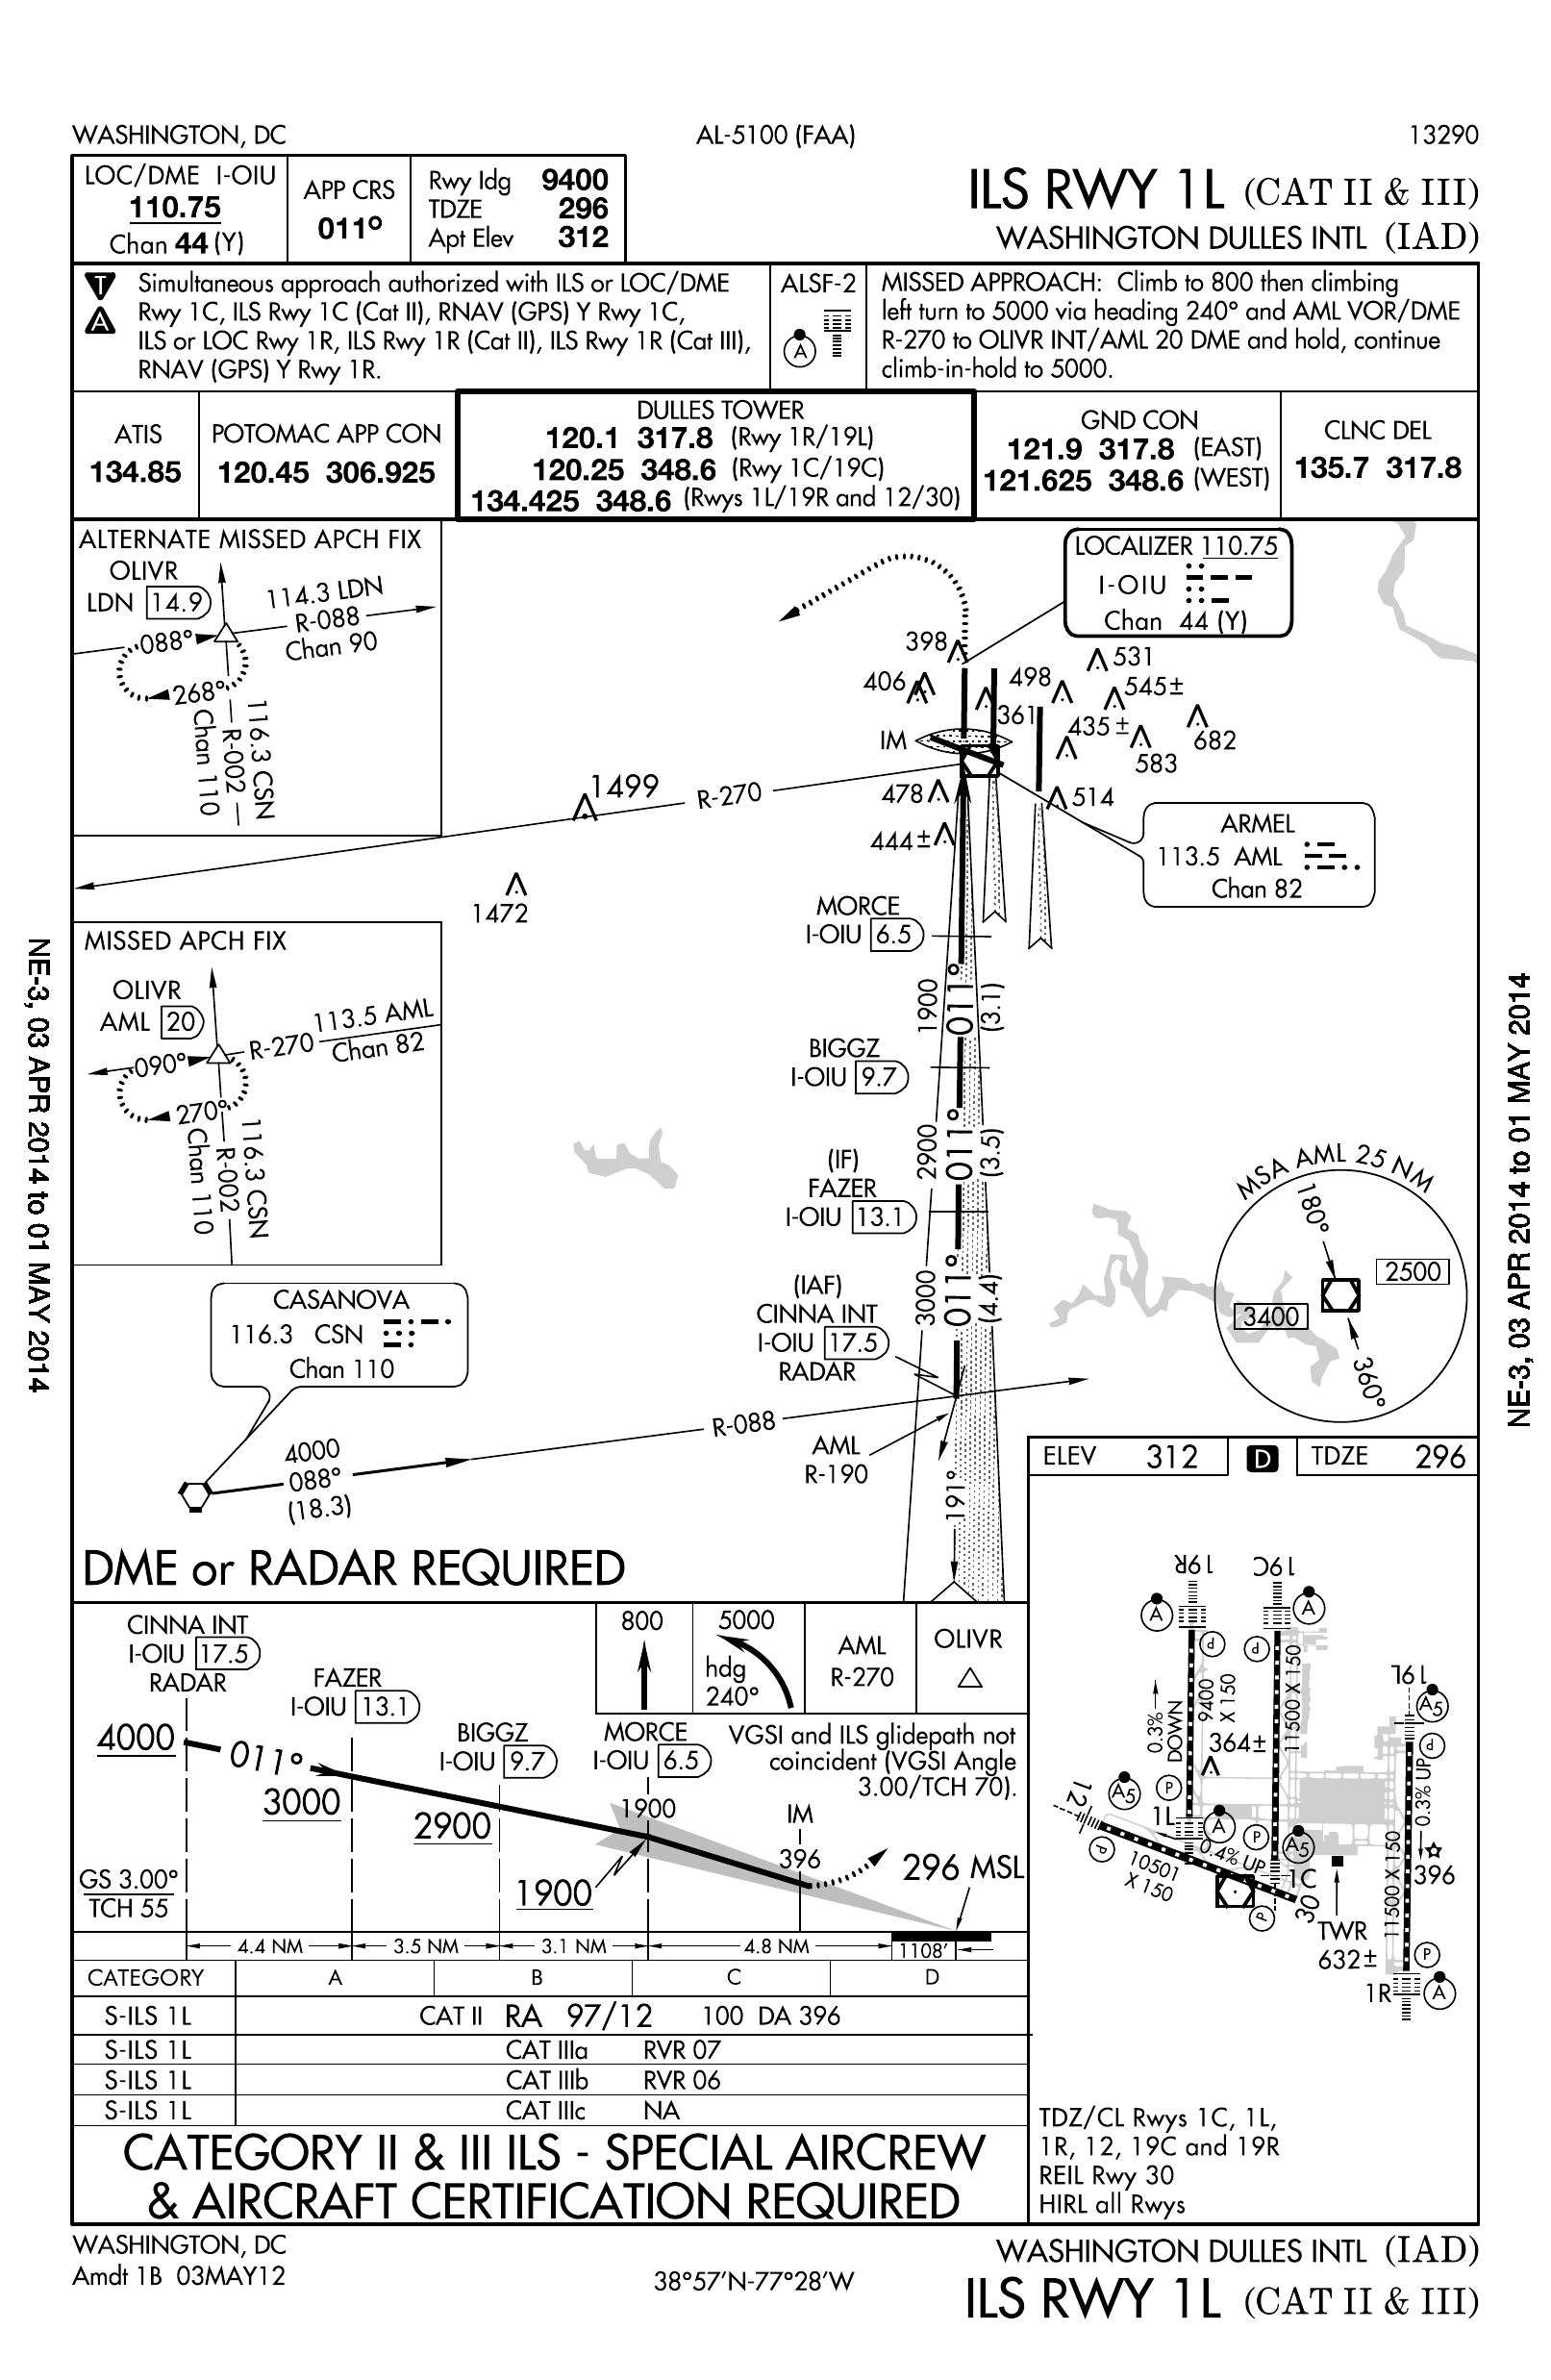 WASHINGTON, DC
AL-5100 (FAA)
13290
LOC/DME I-OIU
110.75
Chan 44 (Y)
APP CRS
011°
Rwy ldg 9400
TDZE 296
Apt Elev 312
ILS RWY 1L (CAT II & III)
WASHINGTON DULLES INTL (IAD)
T
A
Simultaneous approach authorized with ILS or LOC/DME
Rwy 1C, ILS Rwy 1C (Cat II), RNAV (GPS) Y Rwy 1C,
ILS or LOC Rwy 1R, ILS Rwy 1R (Cat II), ILS Rwy 1R (Cat III),
RNAV (GPS) Y Rwy 1R.
ALSF-2
A
MISSED APPROACH: Climb to 800 then climbing
left turn to 5000 via heading 240° and AML VOR/DME
R-270 to OLIVR INT/AML 20 DME and hold, continue
climb-in-hold to 5000.
ATIS
134.85
POTOMAC APP CON
120.45 306.925
DULLES TOWER
120.1 317.8 (Rwy 1R/19L)
120.25 348.6 (Rwy 1C/19C)
134.425 348.6 (Rwys 1L/19R and 12/30)
GND CON
121.9 317.8 (EAST)
121.625 348.6 (WEST)
CLNC DEL
135.7 317.8
ALTERNATE MISSED APCH FIX
OLIVR
LDN 14.9
114.3 LDN
R-088
Chan 90
088°
268°
116.3 CSN
R-002
Chan 110
LOCALIZER 110.75
I-OIU
Chan 44 (Y)
398
406
498
531
545±
361
435±
682
583
IM
1499
R-270
478
514
444±
1472
ARMEL
113.5 AML
Chan 82
MISSED APCH FIX
OLIVR
AML 20
113.5 AML
R-270
Chan 82
090°
270°
116.3 CSN
R-002
Chan 110
MORCE
I-OIU 6.5
1900
011°
(3.1)
BIGGZ
I-OIU 9.7
2900
011°
(3.5)
(IF)
FAZER
I-OIU 13.1
3000
011°
(4.4)
(IAF)
CINNA INT
I-OIU 17.5
RADAR
MSA AML 25 NM
180°
2500
3400
360°
CASANOVA
116.3 CSN
Chan 110
4000
088°
(18.3)
R-088
AML
R-190
191°
DME or RADAR REQUIRED
ELEV 312
D
TDZE 296
CINNA INT
I-OIU 17.5
RADAR
FAZER
I-OIU 13.1
BIGGZ
I-OIU 9.7
MORCE
I-OIU 6.5
800
5000
hdg
240°
AML
R-270
OLIVR
VGSI and ILS glidepath not
coincident (VGSI Angle
3.00/TCH 70).
4000
011°
3000
2900
1900
1900
IM
396
296 MSL
GS 3.00°
TCH 55
4.4 NM
3.5 NM
3.1 NM
4.8 NM
1108'
CATEGORY A B C D
S-ILS 1L CAT II RA 97/12 100 DA 396
S-ILS 1L CAT IIIa RVR 07
S-ILS 1L CAT IIIb RVR 06
S-ILS 1L CAT IIIc NA
CATEGORY II & III ILS - SPECIAL AIRCREW
& AIRCRAFT CERTIFICATION REQUIRED
19R
19C
A
A
P
P
0.3%
DOWN
9400
X 150
11500 X 150
364±
19L
A5
P
0.3% UP
12
A5
P
1L
A
P
A5
0.4% UP
1C
P
10501
X 150
P
30
TWR
632±
11500 X 150
396
P
1R
A
TDZ/CL Rwys 1C, 1L,
1R, 12, 19C and 19R
REIL Rwy 30
HIRL all Rwys
WASHINGTON, DC
Amdt 1B 03MAY12
38°57'N-77°28'W
WASHINGTON DULLES INTL (IAD)
ILS RWY 1L (CAT II & III)
NE-3, 03 APR 2014 to 01 MAY 2014
NE-3, 03 APR 2014 to 01 MAY 2014